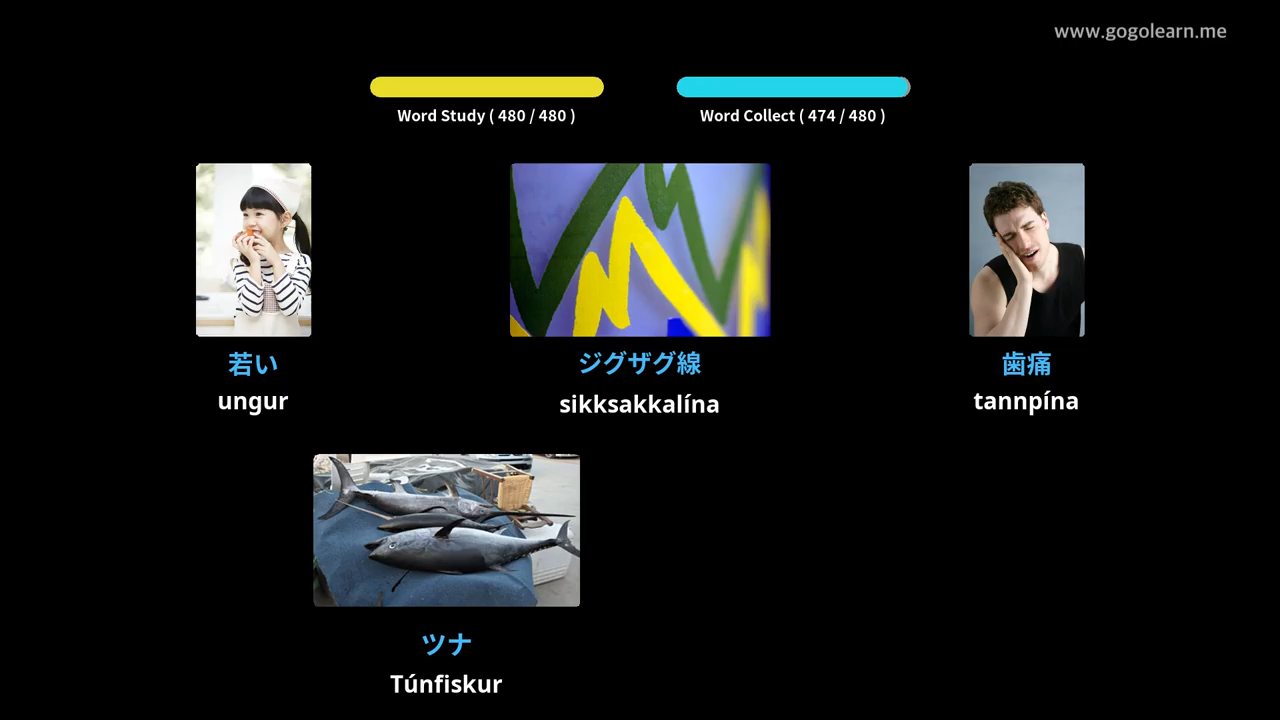 www.gogolearn.me
Word Study ( 480 / 480 )
Word Collect ( 474 / 480 )
若い
ungur
ジグザグ線
sikksakkalína
歯痛
tannpína
ツナ
Túnfiskur